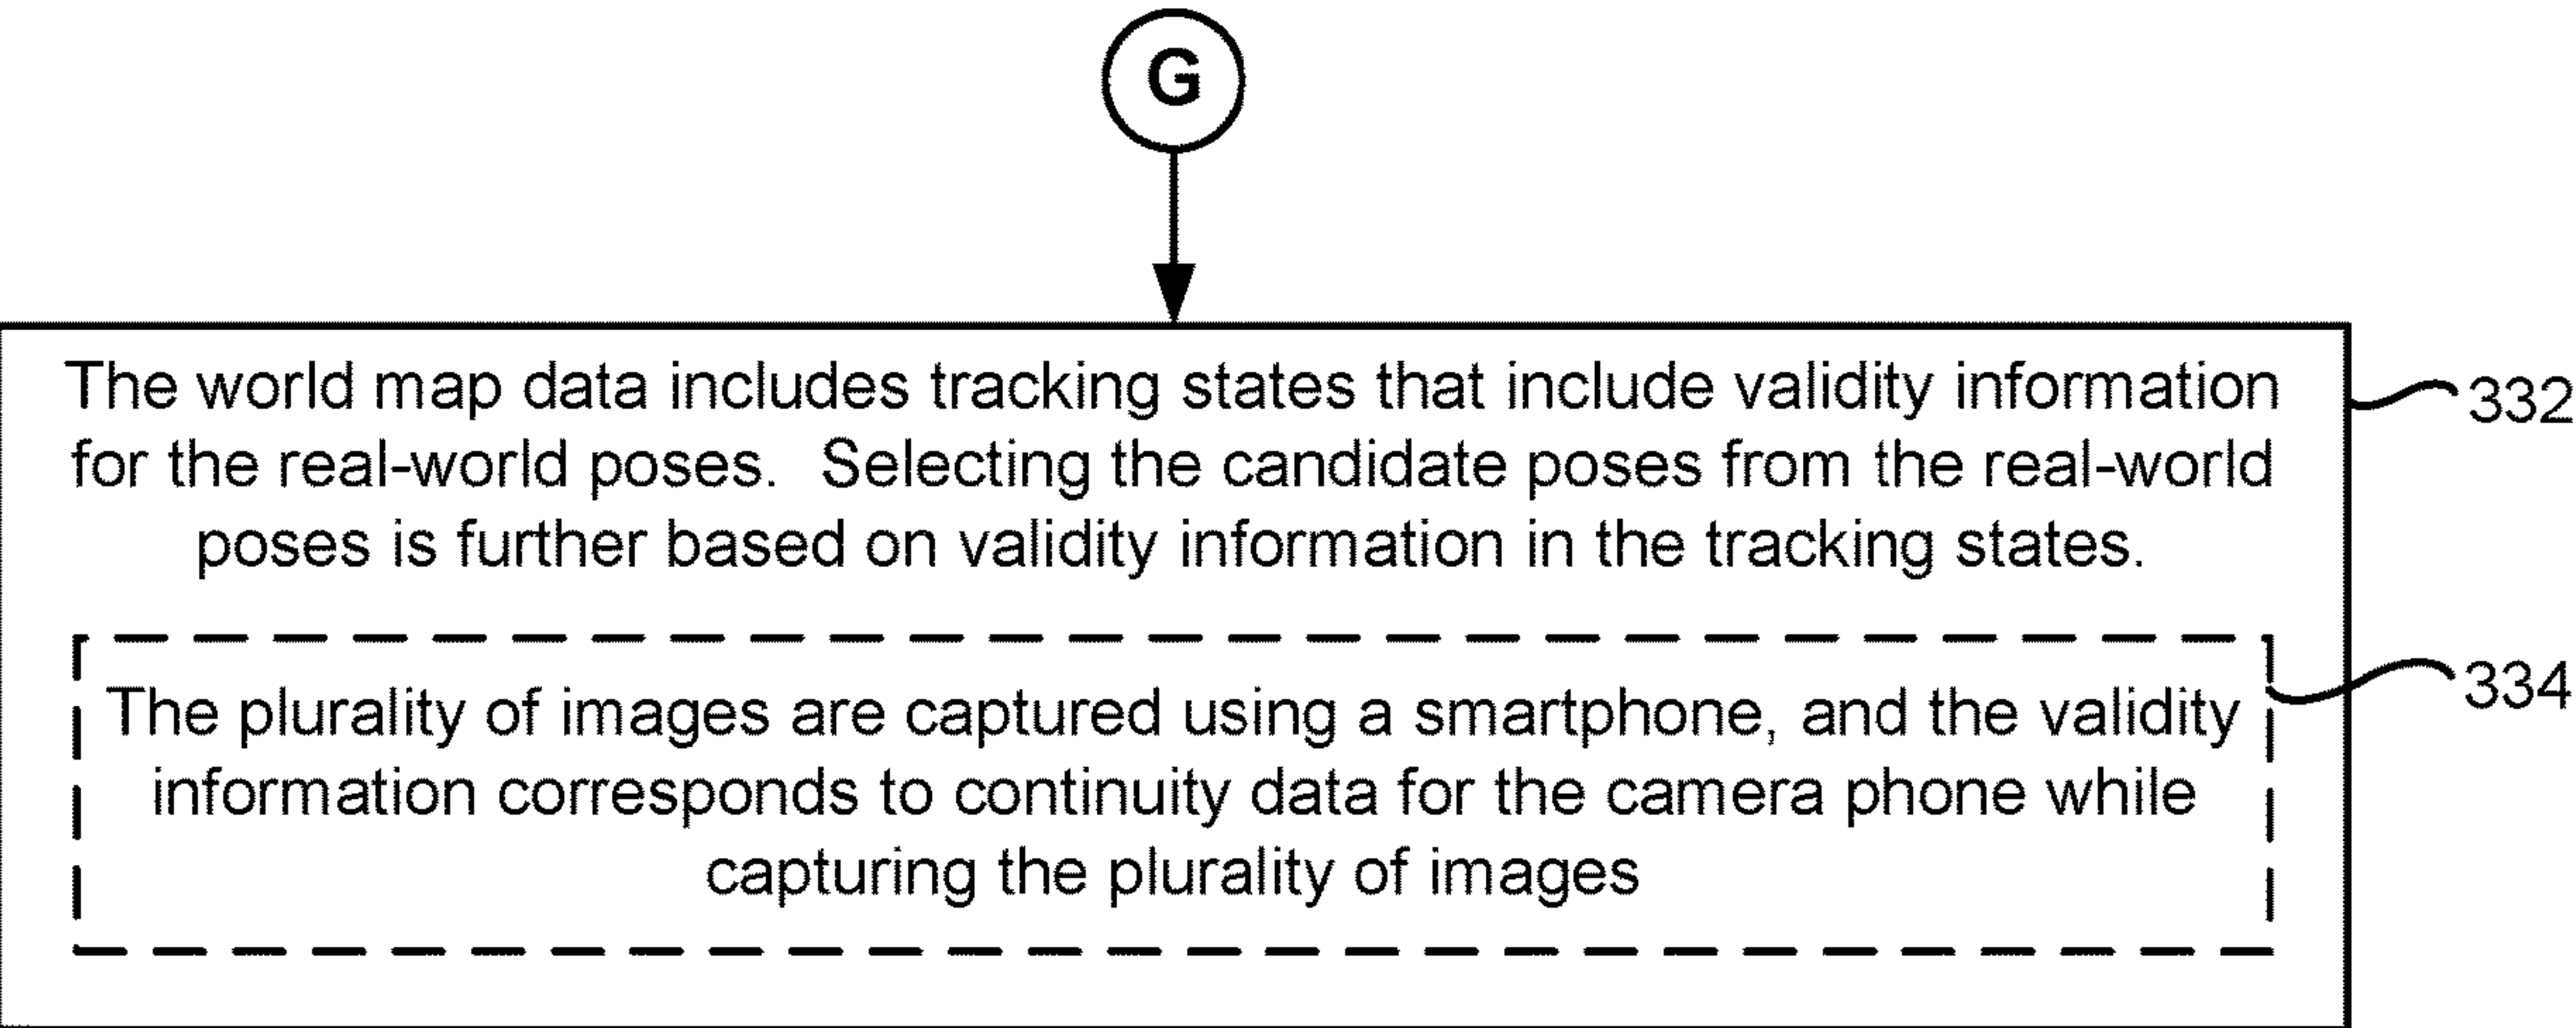 G
The world map data includes tracking states that include validity information
332
for the real-world poses.  Selecting the candidate poses from the real-world
poses is further based on validity information in the tracking states.
334
The plurality of images are captured using a smartphone, and the validity
information corresponds to continuity data for the camera phone while
capturing the plurality of images